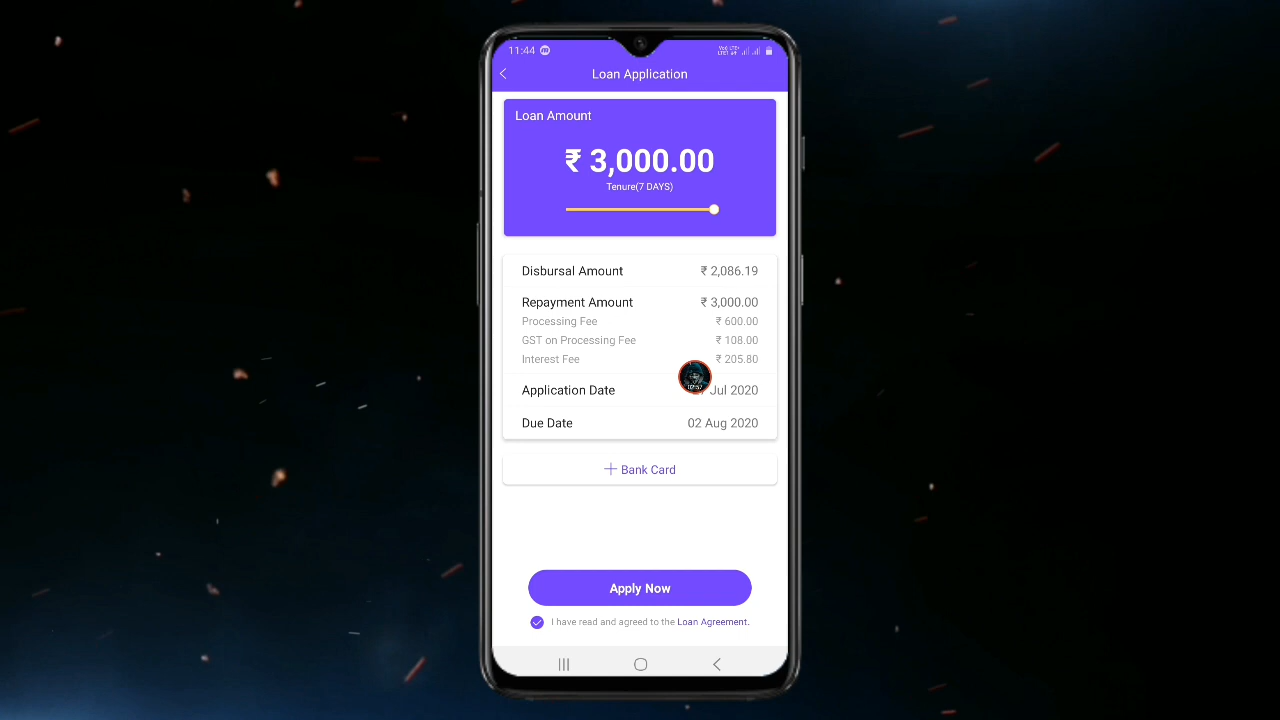 11:44
Loan Application
Loan Amount
₹ 3,000.00
Tenure(7 DAYS)
Disbursal Amount ₹ 2,086.19
Repayment Amount ₹ 3,000.00
Processing Fee ₹ 600.00
GST on Processing Fee ₹ 108.00
Interest Fee ₹ 205.80
02:57
Application Date Jul 2020
Due Date 02 Aug 2020
+ Bank Card
Apply Now
I have read and agreed to the Loan Agreement.